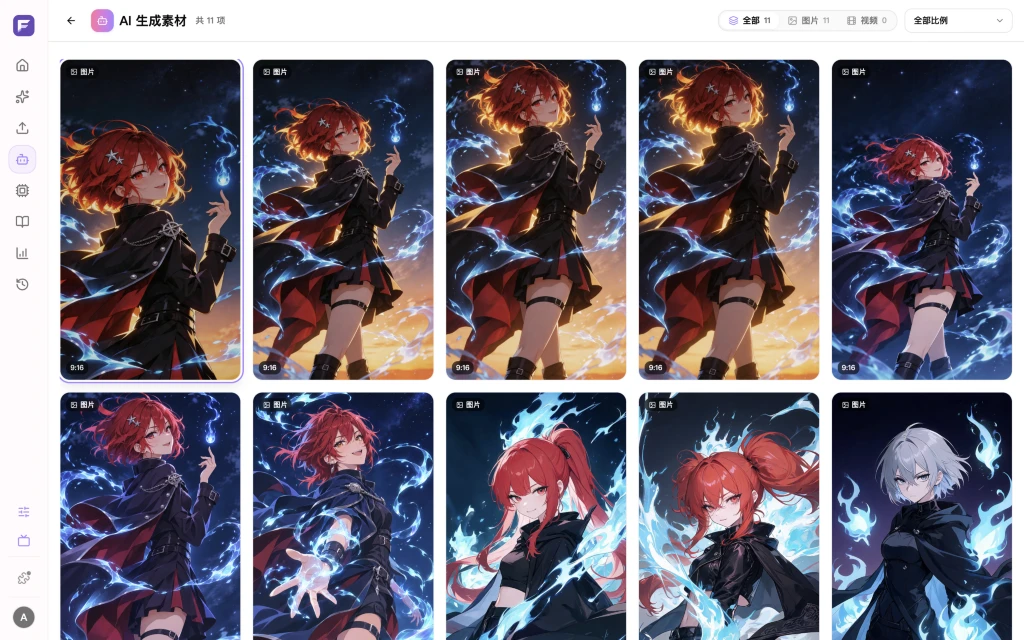 AI 生成素材 共 11 项
全部 11 图片 11 视频 0
全部比例
图片 图片 图片 图片 图片
9:16 9:16 9:16 9:16 9:16
图片 图片 图片 图片 图片
A